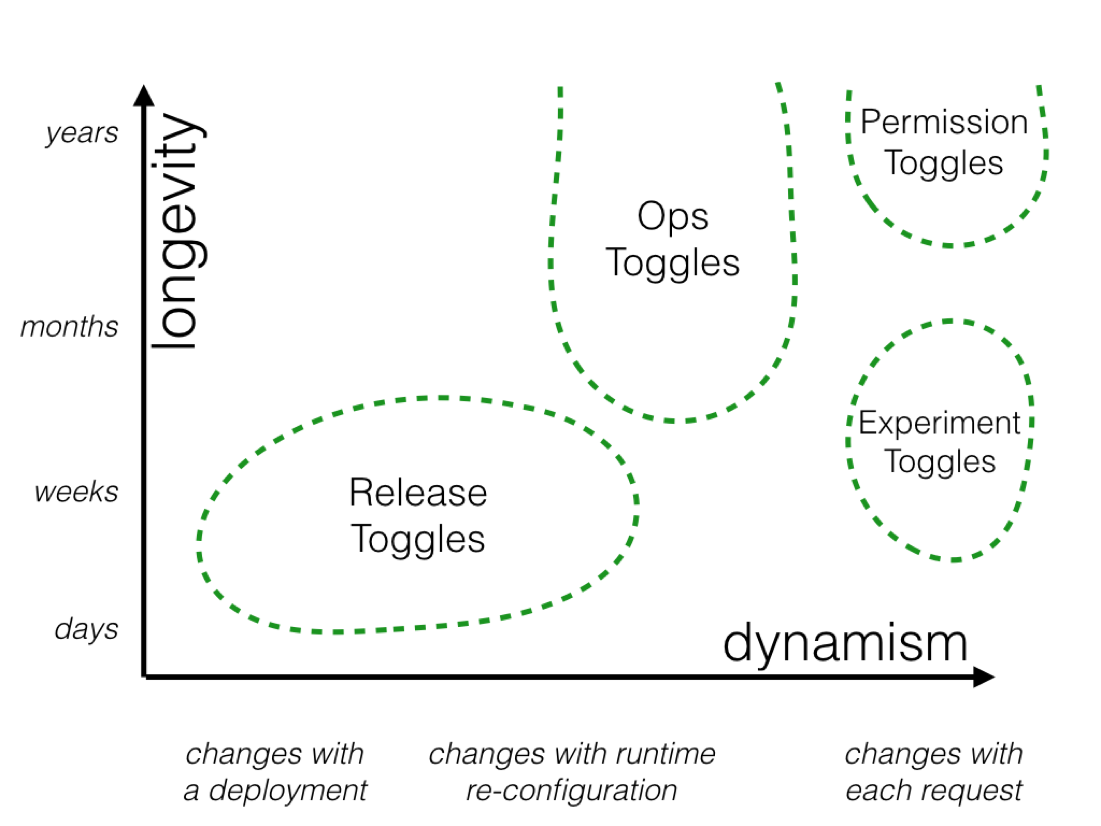 years
longevity
Permission
Toggles
Ops
Toggles
months
Experiment
Toggles
weeks
Release
Toggles
days
dynamism
changes with
a deployment
changes with runtime
re-configuration
changes with
each request